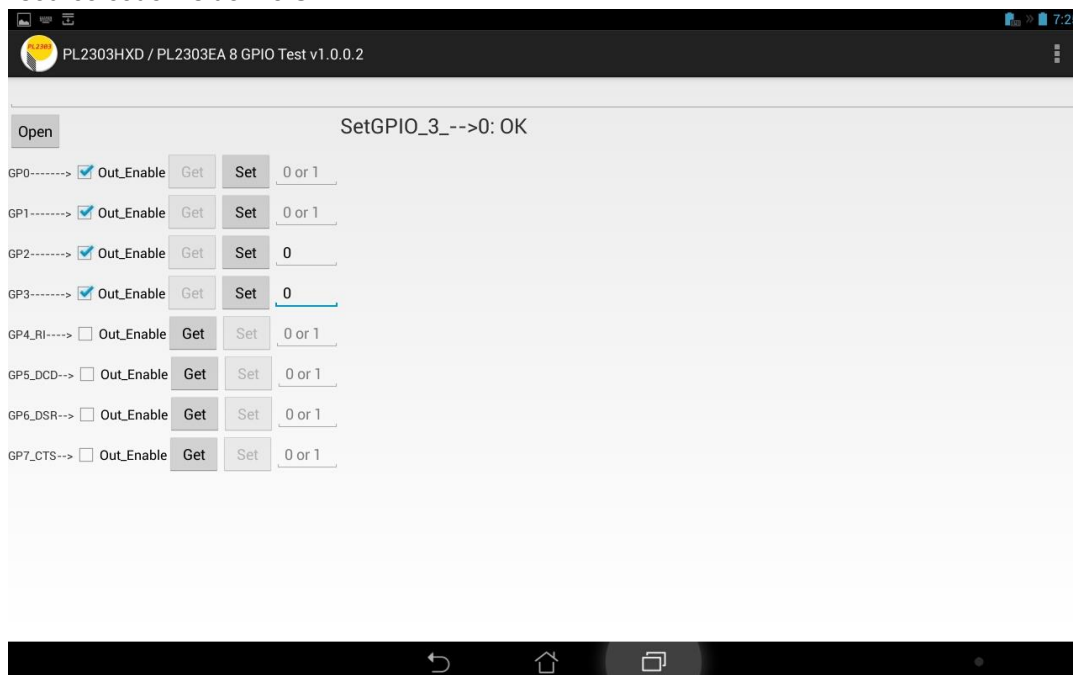 7:2
PL2303
PL2303HXD / PL2303EA 8 GPIO Test v1.0.0.2
Open
SetGPIO_3_-->0: OK
GP0-------> Out_Enable Get Set 0 or 1
GP1-------> Out_Enable Get Set 0 or 1
GP2-------> Out_Enable Get Set 0
GP3-------> Out_Enable Get Set 0
GP4_RI----> Out_Enable Get Set 0 or 1
GP5_DCD--> Out_Enable Get Set 0 or 1
GP6_DSR--> Out_Enable Get Set 0 or 1
GP7_CTS--> Out_Enable Get Set 0 or 1